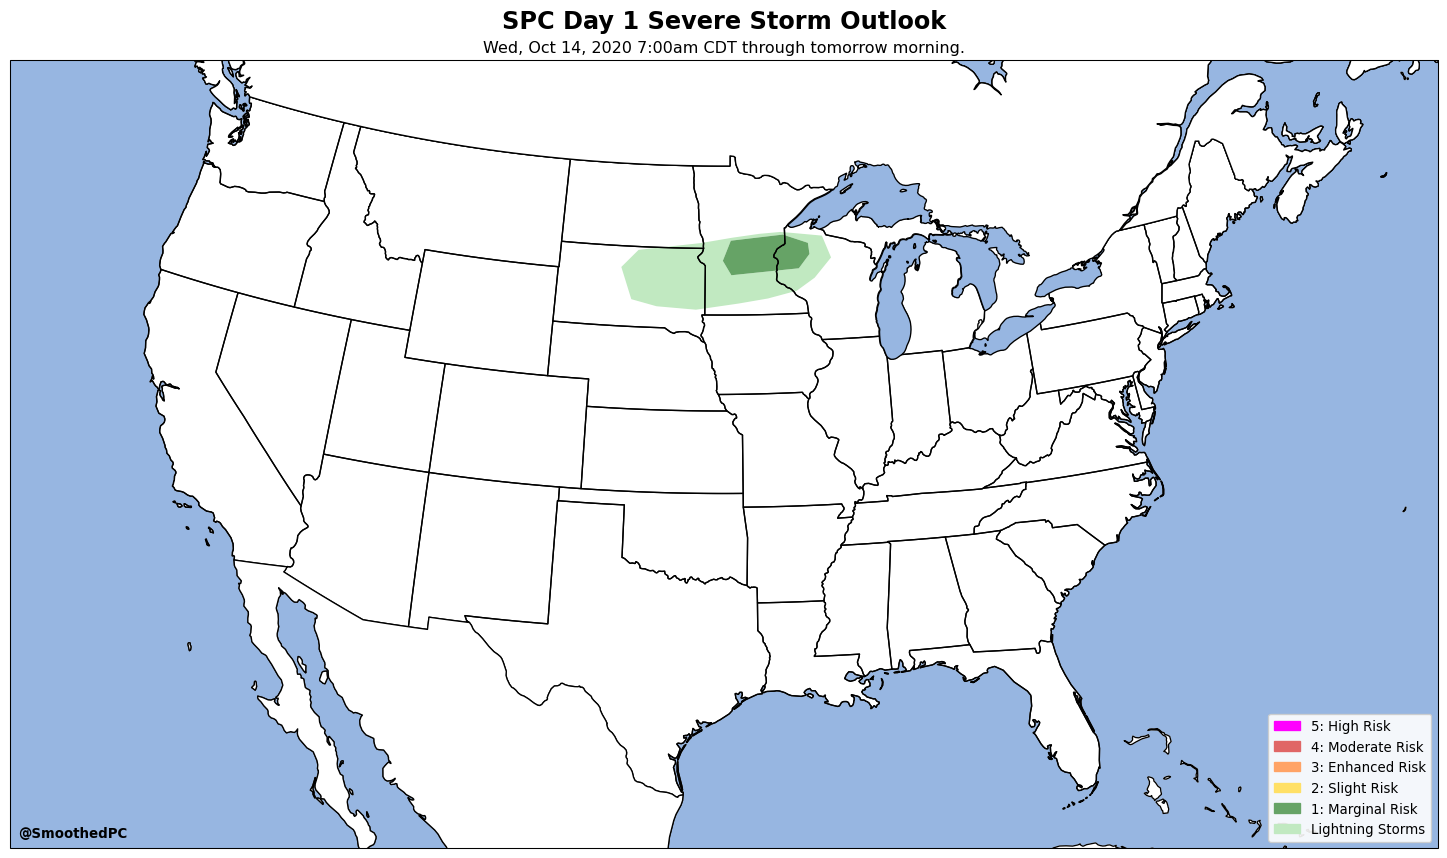 SPC Day 1 Severe Storm Outlook
Wed, Oct 14, 2020 7:00am CDT through tomorrow morning.
5: High Risk
4: Moderate Risk
3: Enhanced Risk
2: Slight Risk
1: Marginal Risk
Lightning Storms
@SmoothedPC